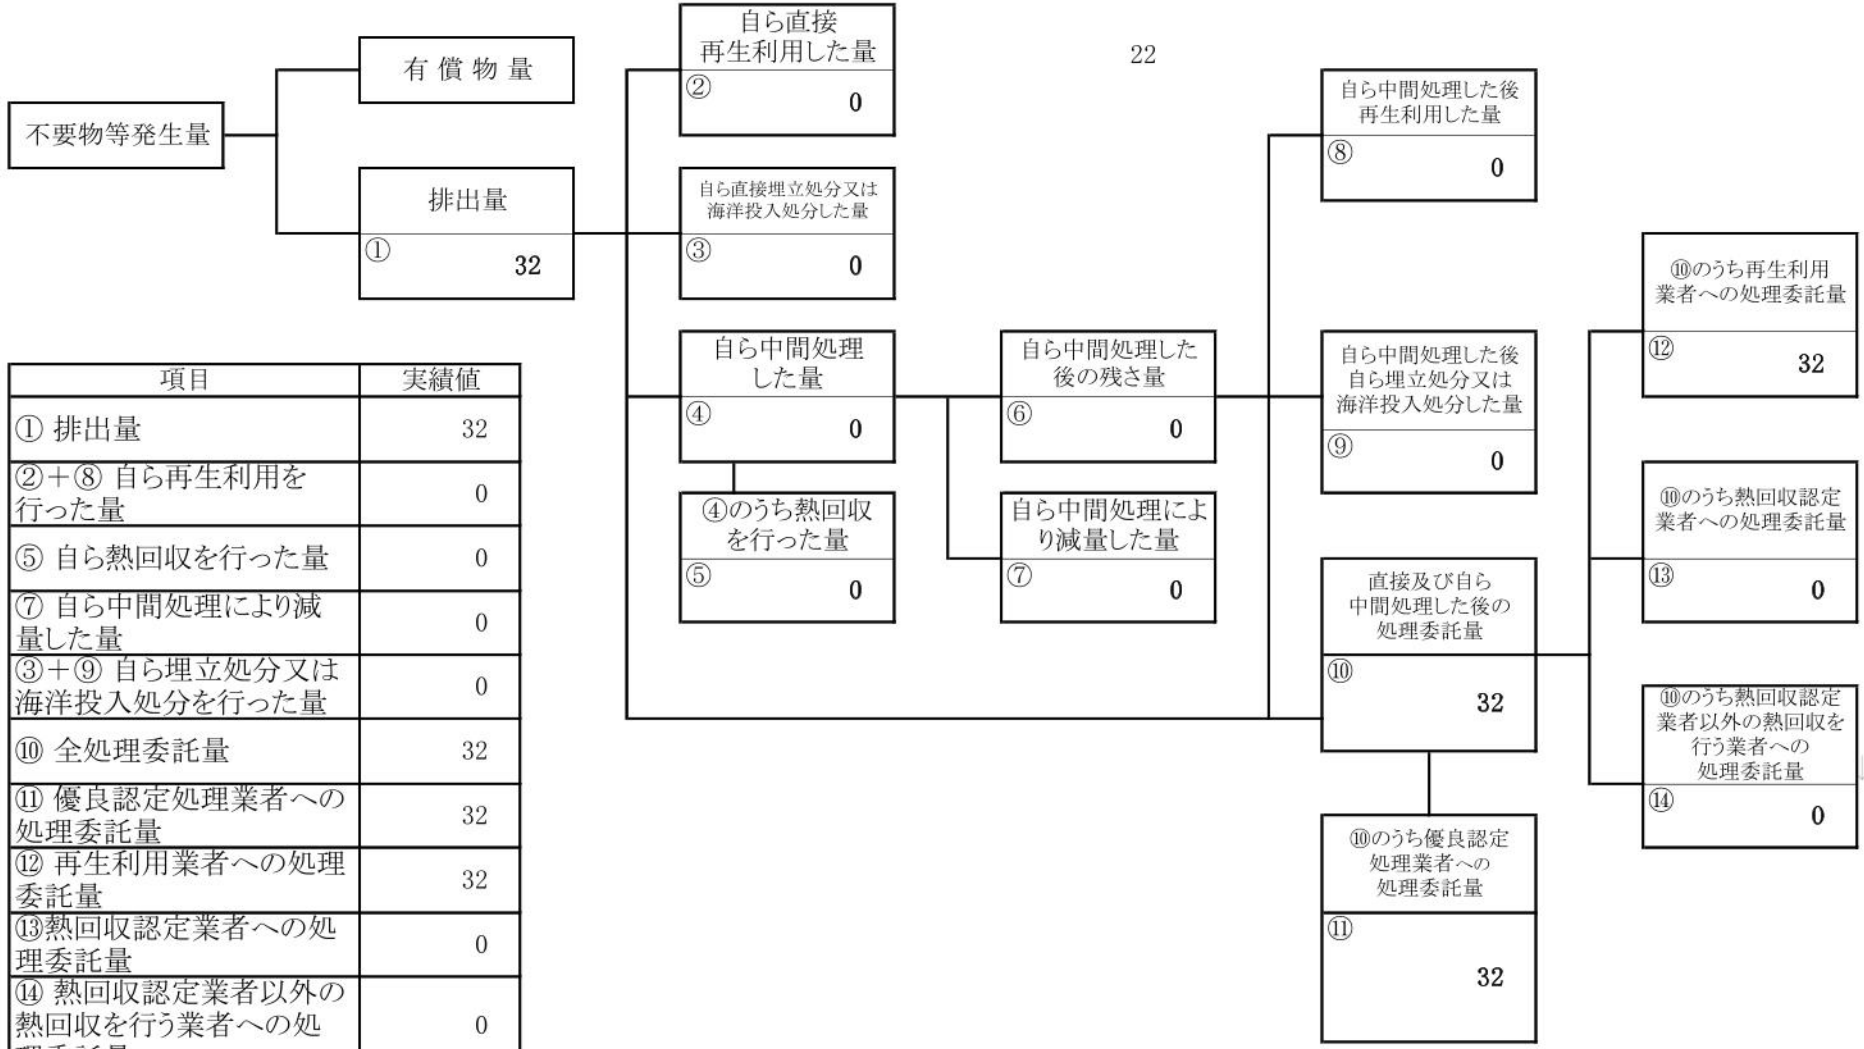 22
不要物等発生量
有 償 物 量
排出量
①
32
自ら直接
再生利用した量
②
0
自ら直接埋立処分又は
海洋投入処分した量
③
0
自ら中間処理
した量
④
0
④のうち熱回収
を行った量
⑤
0
自ら中間処理した
後の残さ量
⑥
0
自ら中間処理によ
り減量した量
⑦
0
自ら中間処理した後
再生利用した量
⑧
0
自ら中間処理した後
自ら埋立処分又は
海洋投入処分した量
⑨
0
直接及び自ら
中間処理した後の
処理委託量
⑩
32
⑩のうち優良認定
処理業者への
処理委託量
⑪
32
⑩のうち再生利用
業者への処理委託量
⑫
32
⑩のうち熱回収認定
業者への処理委託量
⑬
0
⑩のうち熱回収認定
業者以外の熱回収を
行う業者への
処理委託量
⑭
0
項目 実績値
① 排出量 32
②＋⑧ 自ら再生利用を
行った量 0
⑤ 自ら熱回収を行った量 0
⑦ 自ら中間処理により減
量した量 0
③＋⑨ 自ら埋立処分又は
海洋投入処分を行った量 0
⑩ 全処理委託量 32
⑪ 優良認定処理業者への
処理委託量 32
⑫ 再生利用業者への処理
委託量 32
⑬熱回収認定業者への処
理委託量 0
⑭ 熱回収認定業者以外の
熱回収を行う業者への処 0